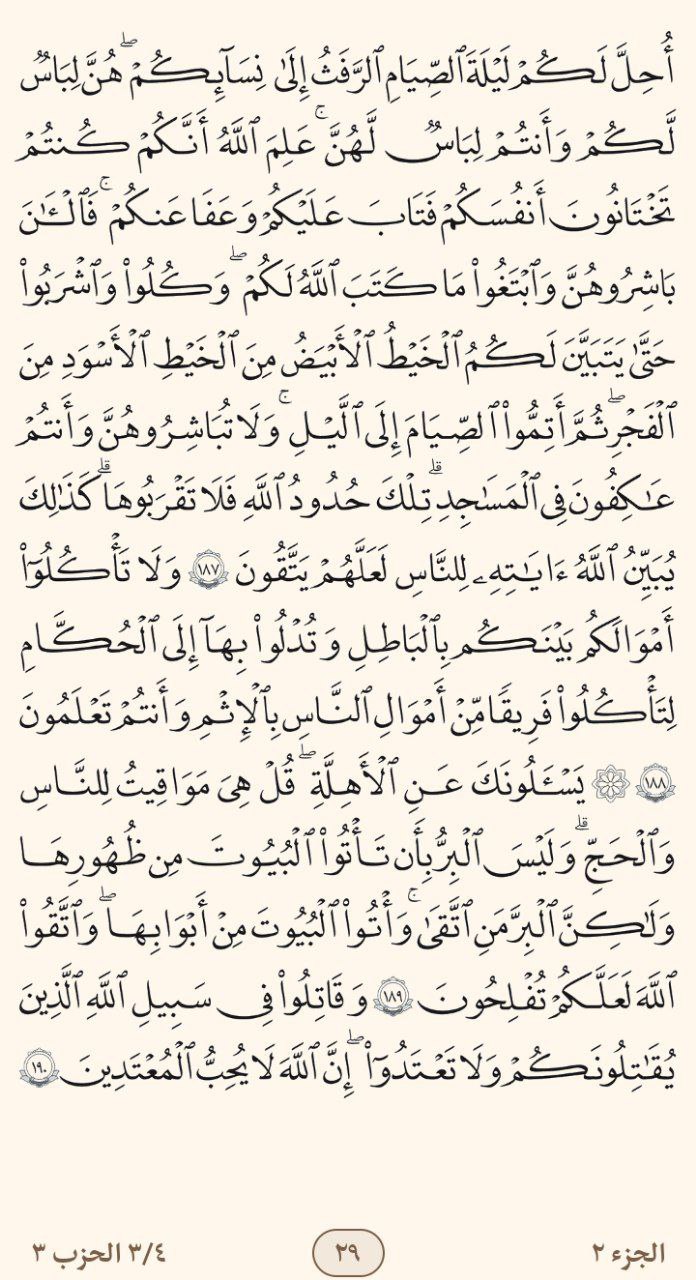 أُحِلَّ لَكُمْ لَيْلَةَ ٱلصِّيَامِ ٱلرَّفَثُ إِلَىٰ نِسَآئِكُمْ ۖ هُنَّ لِبَاسٌ
لَّكُمْ وَأَنتُمْ لِبَاسٌ لَّهُنَّ ۗ عَلِمَ ٱللَّهُ أَنَّكُمْ كُنتُمْ
تَخْتَانُونَ أَنفُسَكُمْ فَتَابَ عَلَيْكُمْ وَعَفَا عَنكُمْ ۚ فَٱلْـَٰٔنَ
بَـٰشِرُوهُنَّ وَٱبْتَغُوا۟ مَا كَتَبَ ٱللَّهُ لَكُمْ ۖ وَكُلُوا۟ وَٱشْرَبُوا۟
حَتَّىٰ يَتَبَيَّنَ لَكُمُ ٱلْخَيْطُ ٱلْأَبْيَضُ مِنَ ٱلْخَيْطِ ٱلْأَسْوَدِ مِنَ
ٱلْفَجْرِ ۖ ثُمَّ أَتِمُّوا۟ ٱلصِّيَامَ إِلَى ٱلَّيْلِ ۚ وَلَا تُبَـٰشِرُوهُنَّ وَأَنتُمْ
عَـٰكِفُونَ فِى ٱلْمَسَـٰجِدِ ۗ تِلْكَ حُدُودُ ٱللَّهِ فَلَا تَقْرَبُوهَا ۗ كَذَٰلِكَ
يُبَيِّنُ ٱللَّهُ ءَايَـٰتِهِۦ لِلنَّاسِ لَعَلَّهُمْ يَتَّقُونَ ١٨٧ وَلَا تَأْكُلُوٓا۟
أَمْوَٰلَكُم بَيْنَكُم بِٱلْبَـٰطِلِ وَتُدْلُوا۟ بِهَآ إِلَى ٱلْحُكَّامِ
لِتَأْكُلُوا۟ فَرِيقًا مِّنْ أَمْوَٰلِ ٱلنَّاسِ بِٱلْإِثْمِ وَأَنتُمْ تَعْلَمُونَ
١٨٨ ۞ يَسْـَٔلُونَكَ عَنِ ٱلْأَهِلَّةِ ۖ قُلْ هِىَ مَوَٰقِيتُ لِلنَّاسِ
وَٱلْحَجِّ ۗ وَلَيْسَ ٱلْبِرُّ بِأَن تَأْتُوا۟ ٱلْبُيُوتَ مِن ظُهُورِهَا
وَلَـٰكِنَّ ٱلْبِرَّ مَنِ ٱتَّقَىٰ ۗ وَأْتُوا۟ ٱلْبُيُوتَ مِنْ أَبْوَٰبِهَا ۚ وَٱتَّقُوا۟
ٱللَّهَ لَعَلَّكُمْ تُفْلِحُونَ ١٨٩ وَقَـٰتِلُوا۟ فِى سَبِيلِ ٱللَّهِ ٱلَّذِينَ
يُقَـٰتِلُونَكُمْ وَلَا تَعْتَدُوٓا۟ ۚ إِنَّ ٱللَّهَ لَا يُحِبُّ ٱلْمُعْتَدِينَ ١٩٠
الجزء ٢
٢٩
٣/٤ الحزب ٣